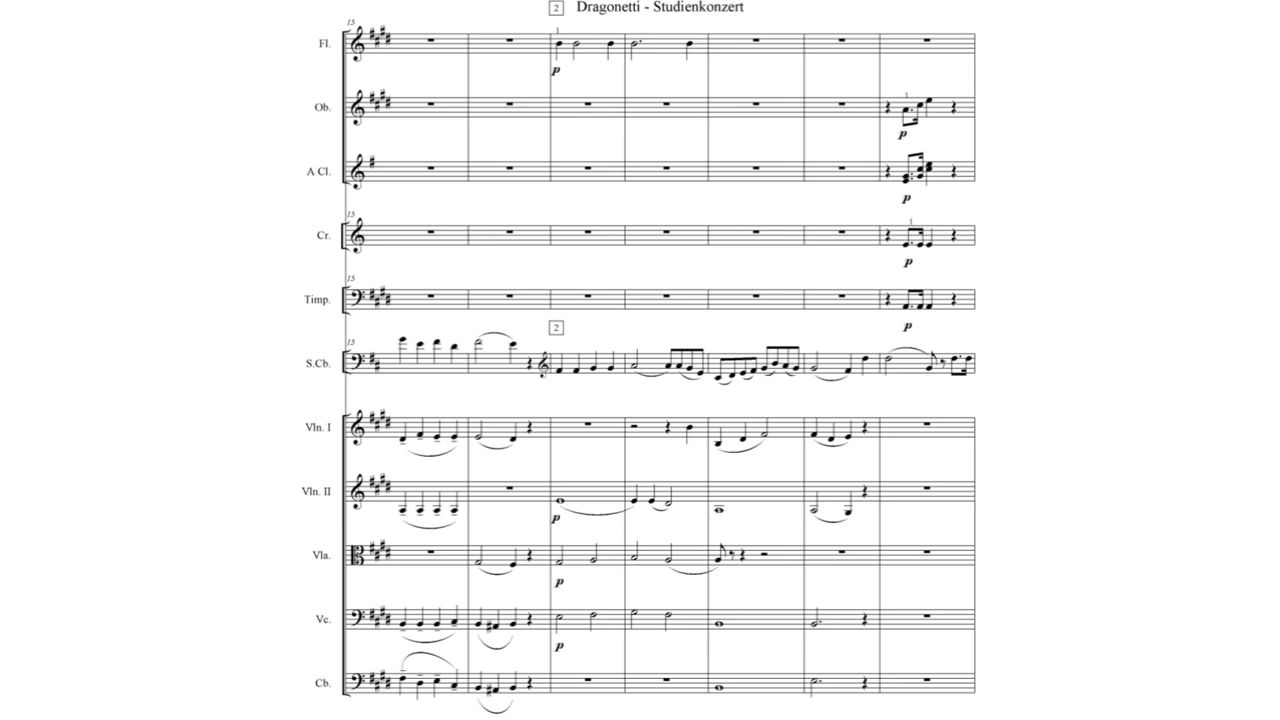 2 Dragonetti - Studienkonzert
15
Fl.
1
p
Ob.
1
p
A Cl.
p
15
Cr.
1
p
15
Timp.
p
2
15
S.Cb.
Vln. I
Vln. II
p
Vla.
p
Vc.
p
Cb.